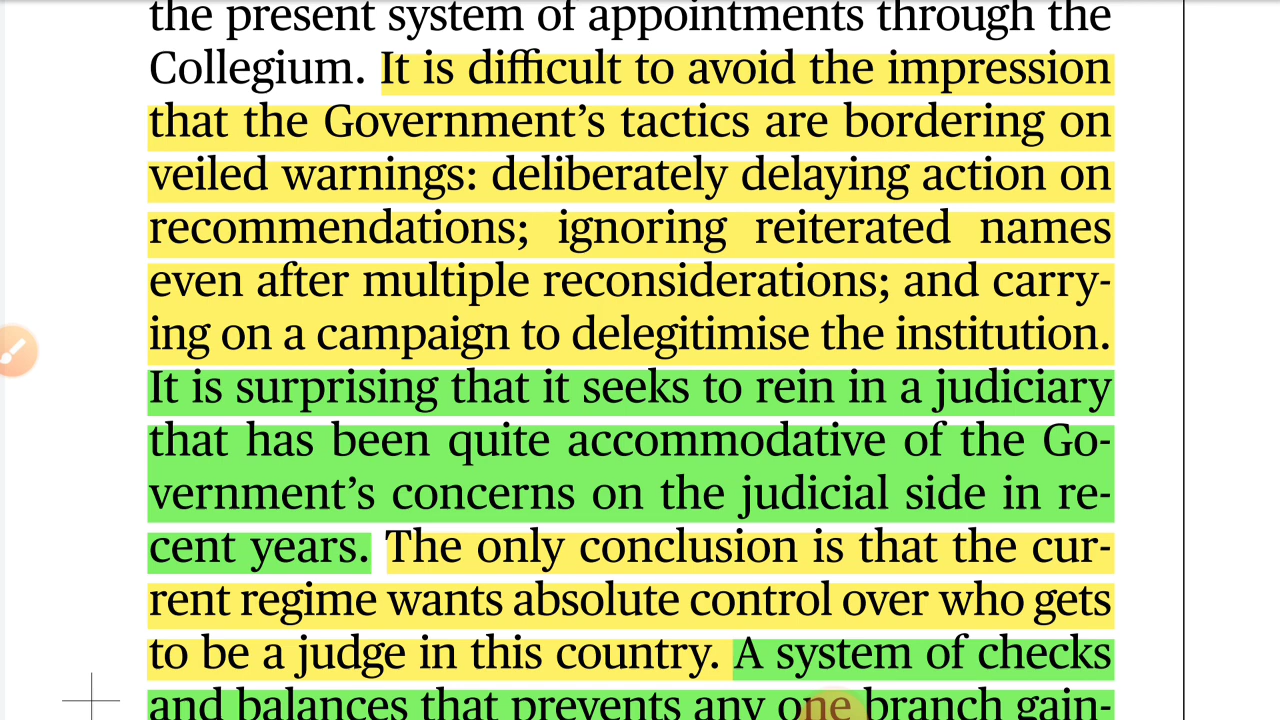 the present system of appointments through the
Collegium. It is difficult to avoid the impression
that the Government’s tactics are bordering on
veiled warnings: deliberately delaying action on
recommendations; ignoring reiterated names
even after multiple reconsiderations; and carry-
ing on a campaign to delegitimise the institution.
It is surprising that it seeks to rein in a judiciary
that has been quite accommodative of the Go-
vernment’s concerns on the judicial side in re-
cent years. The only conclusion is that the cur-
rent regime wants absolute control over who gets
to be a judge in this country. A system of checks
and balances that prevents any one branch gain-